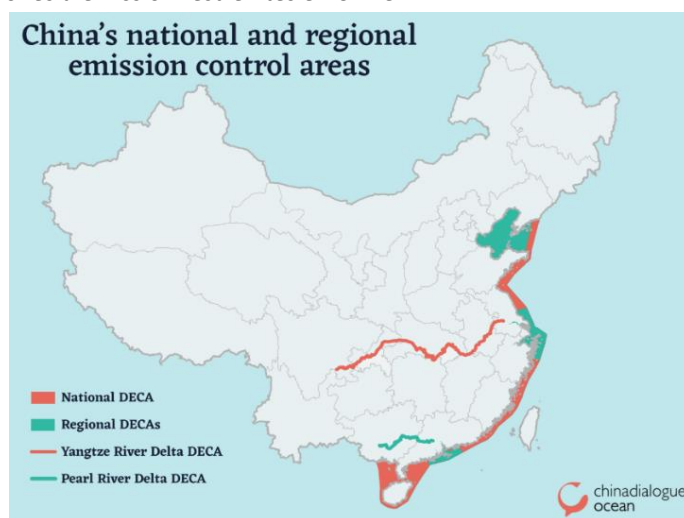 China's national and regional
emission control areas
National DECA
Regional DECAs
Yangtze River Delta DECA
Pearl River Delta DECA
chinadialogue
ocean